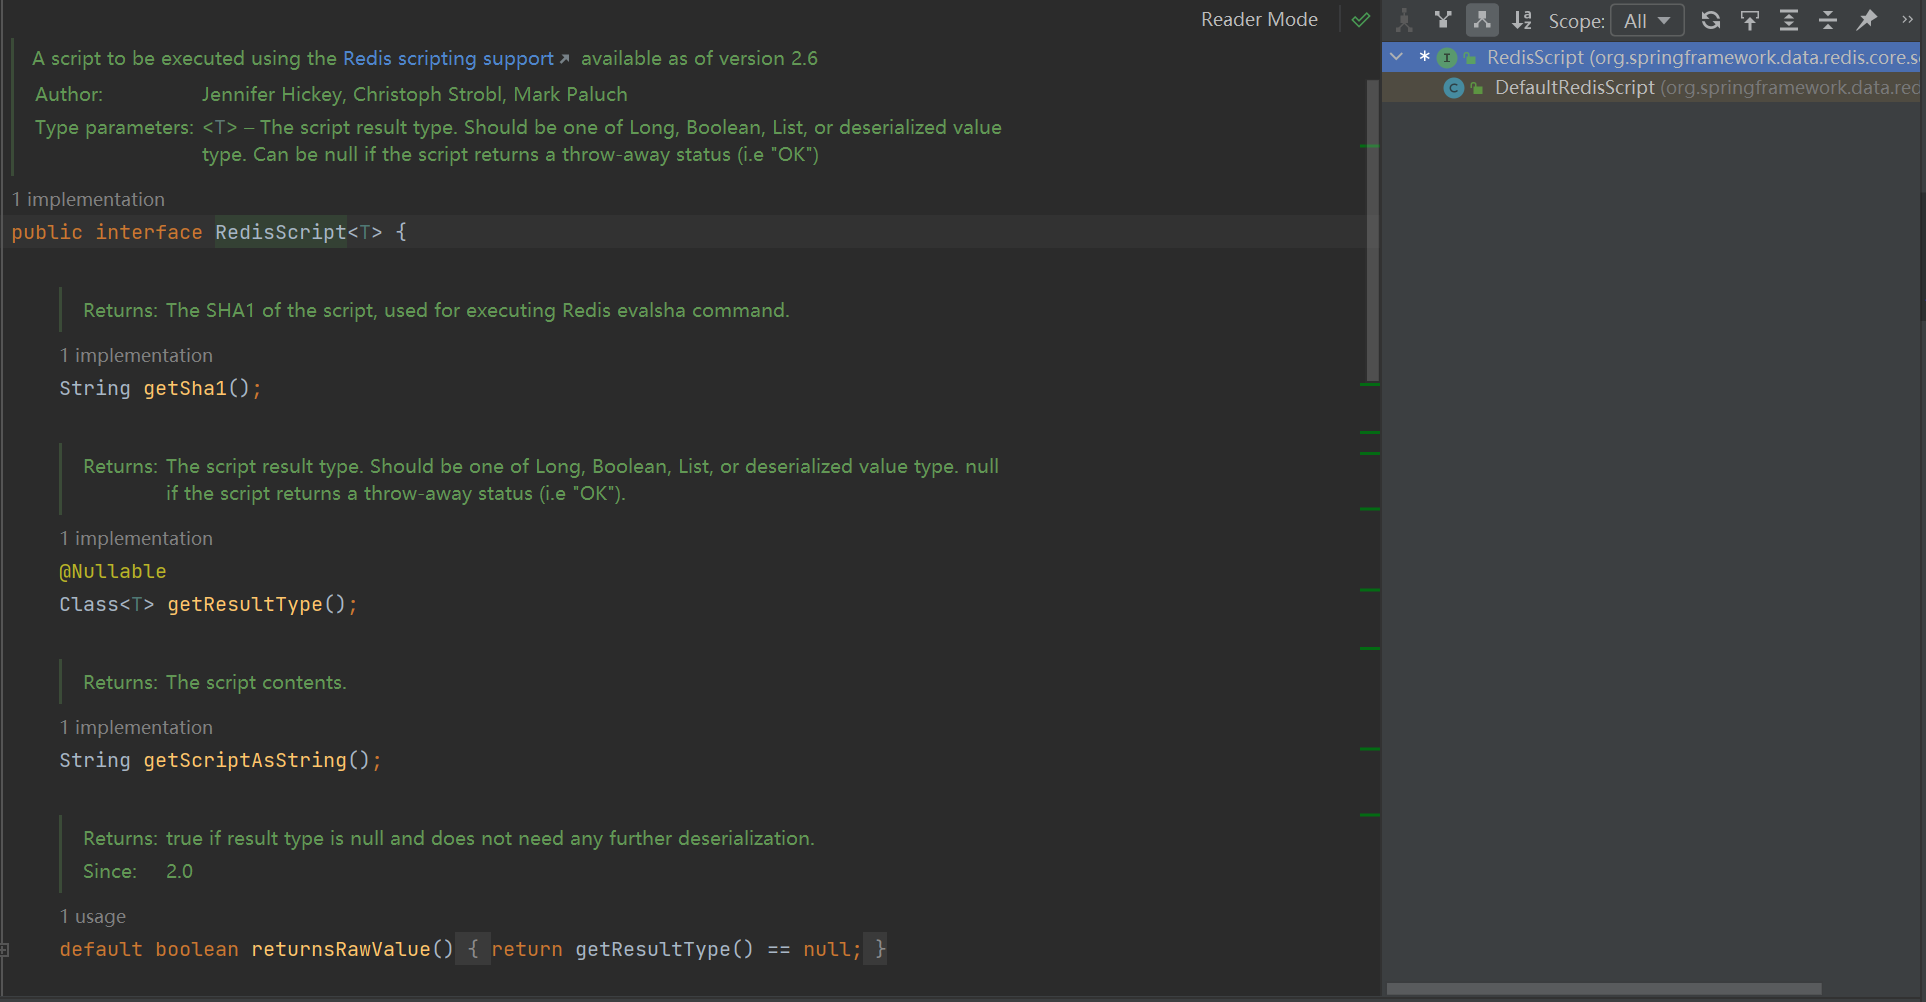 Reader Mode
A script to be executed using the Redis scripting support available as of version 2.6
Author: Jennifer Hickey, Christoph Strobl, Mark Paluch
Type parameters: <T> – The script result type. Should be one of Long, Boolean, List, or deserialized value
type. Can be null if the script returns a throw-away status (i.e "OK")
1 implementation
public interface RedisScript<T> {
Returns: The SHA1 of the script, used for executing Redis evalsha command.
1 implementation
String getSha1();
Returns: The script result type. Should be one of Long, Boolean, List, or deserialized value type. null
if the script returns a throw-away status (i.e "OK").
1 implementation
@Nullable
Class<T> getResultType();
Returns: The script contents.
1 implementation
String getScriptAsString();
Returns: true if result type is null and does not need any further deserialization.
Since: 2.0
1 usage
default boolean returnsRawValue() { return getResultType() == null; }
Scope: All
* I RedisScript (org.springframework.data.redis.core.s
C DefaultRedisScript (org.springframework.data.red